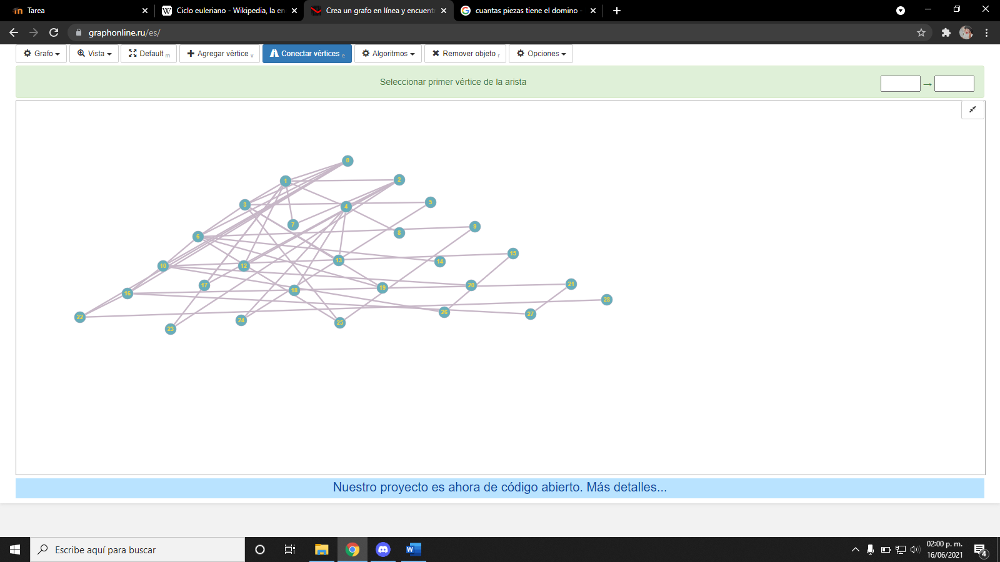 Tarea
Ciclo euleriano - Wikipedia, la en
Crea un grafo en línea y encuent
cuantas piezas tiene el domino -
graphonline.ru/es/
Grafo
Vista
Default m
Agregar vértice v
Conectar vértices e
Algoritmos
Remover objeto r
Opciones
Seleccionar primer vértice de la arista
→
0
1
2
3
4
5
7
6
8
9
10
12
13
14
15
16
17
18
19
20
21
22
23
24
25
26
27
28
Nuestro proyecto es ahora de código abierto. Más detalles...
Escribe aquí para buscar
02:00 p. m.
16/06/2021
4